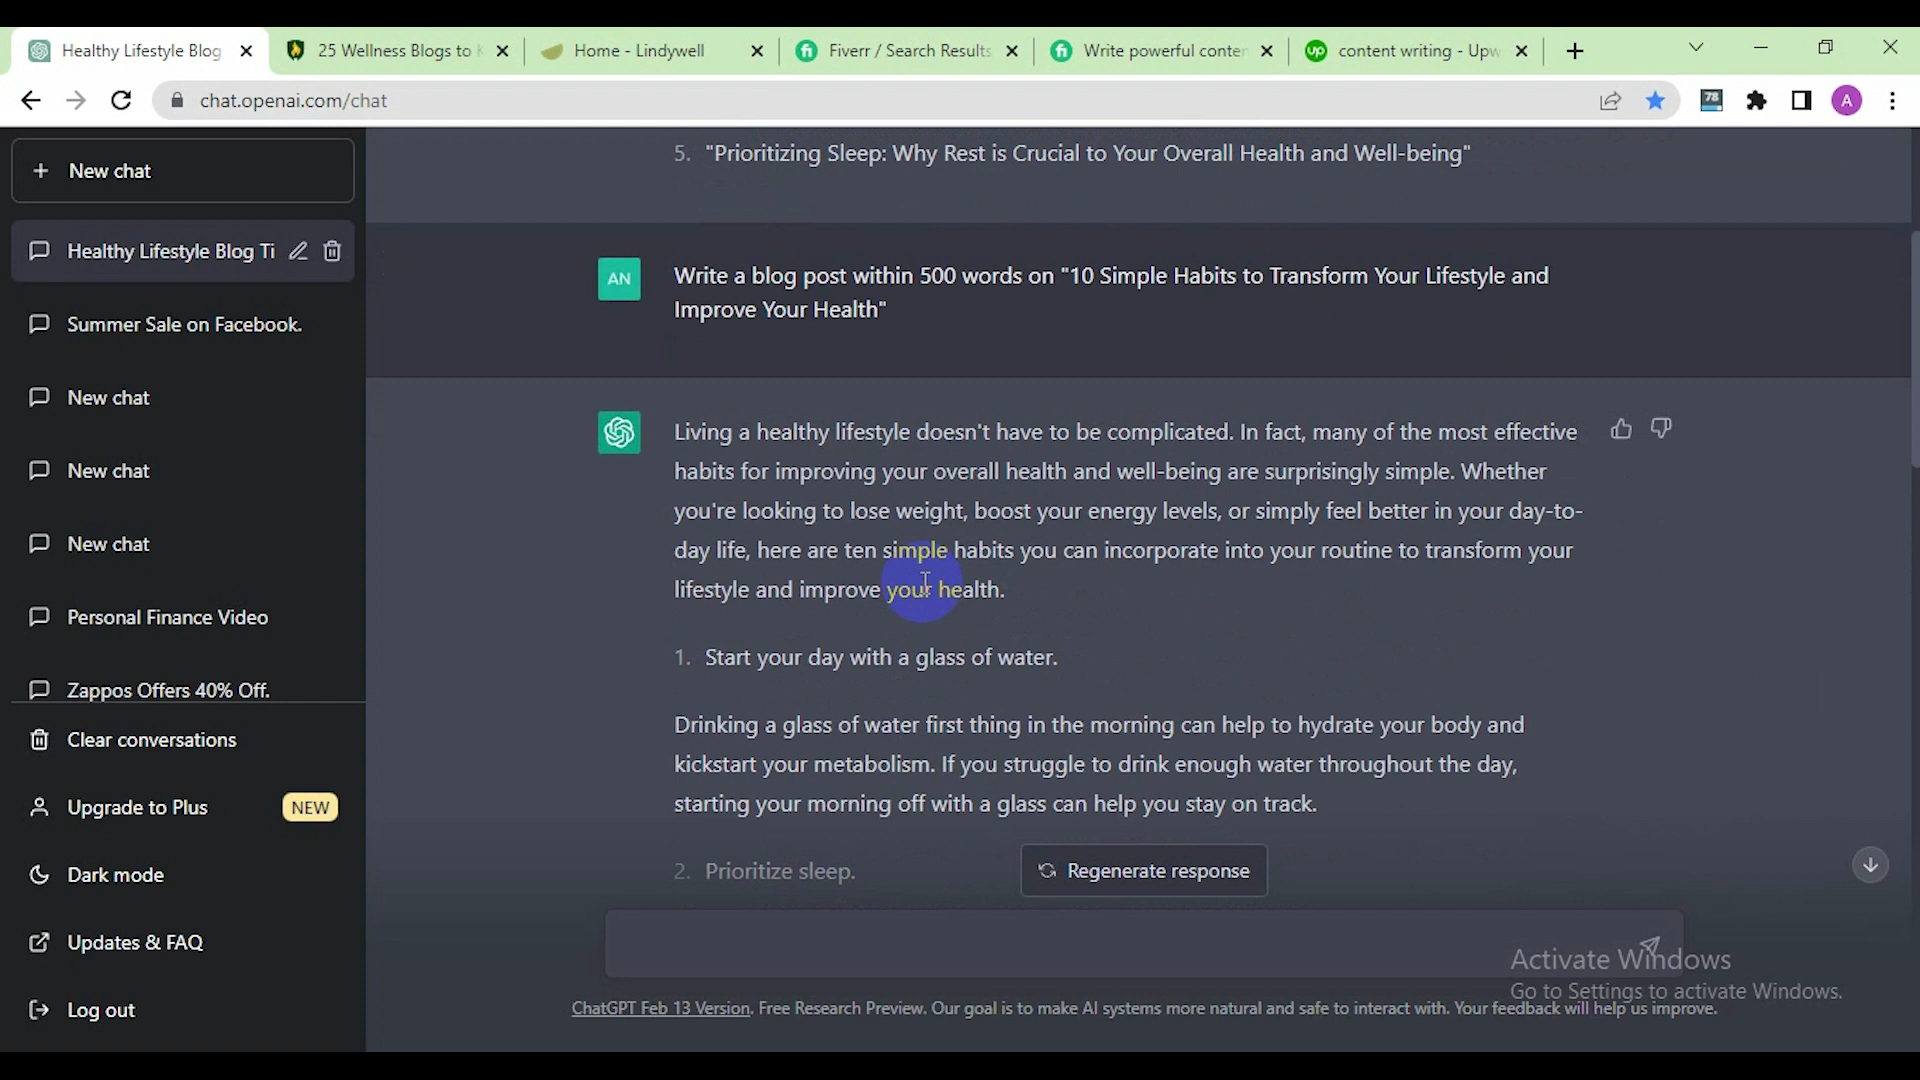 Healthy Lifestyle Blog
25 Wellness Blogs to K
Home - Lindywell
Fiverr / Search Results
Write powerful conter
up
content writing - Upw
chat.openai.com/chat
78
A
New chat
Healthy Lifestyle Blog Ti
Summer Sale on Facebook.
New chat
New chat
New chat
Personal Finance Video
Zappos Offers 40% Off.
Clear conversations
Upgrade to Plus
NEW
Dark mode
Updates & FAQ
Log out
5. "Prioritizing Sleep: Why Rest is Crucial to Your Overall Health and Well-being"
AN
Write a blog post within 500 words on "10 Simple Habits to Transform Your Lifestyle and
Improve Your Health"
Living a healthy lifestyle doesn't have to be complicated. In fact, many of the most effective
habits for improving your overall health and well-being are surprisingly simple. Whether
you're looking to lose weight, boost your energy levels, or simply feel better in your day-to-
day life, here are ten simple habits you can incorporate into your routine to transform your
lifestyle and improve your health.
1. Start your day with a glass of water.
Drinking a glass of water first thing in the morning can help to hydrate your body and
kickstart your metabolism. If you struggle to drink enough water throughout the day,
starting your morning off with a glass can help you stay on track.
2. Prioritize sleep.
Regenerate response
Activate Windows
Go to Settings to activate Windows.
ChatGPT Feb 13 Version. Free Research Preview. Our goal is to make AI systems more natural and safe to interact with. Your feedback will help us improve.